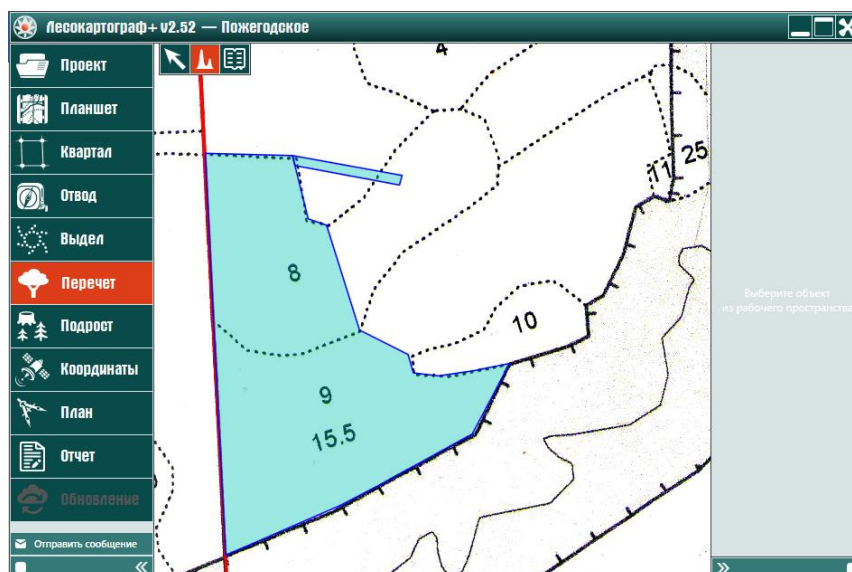 Лесокартограф+ v2.52 — Пожегодское
Проект
Планшет
Квартал
Отвод
Выдел
Перечет
Подрост
Координаты
План
Отчет
Обновление
Отправить сообщение
«
4
11
25
8
10
9
15.5
Выберите объект
из рабочего пространства
»